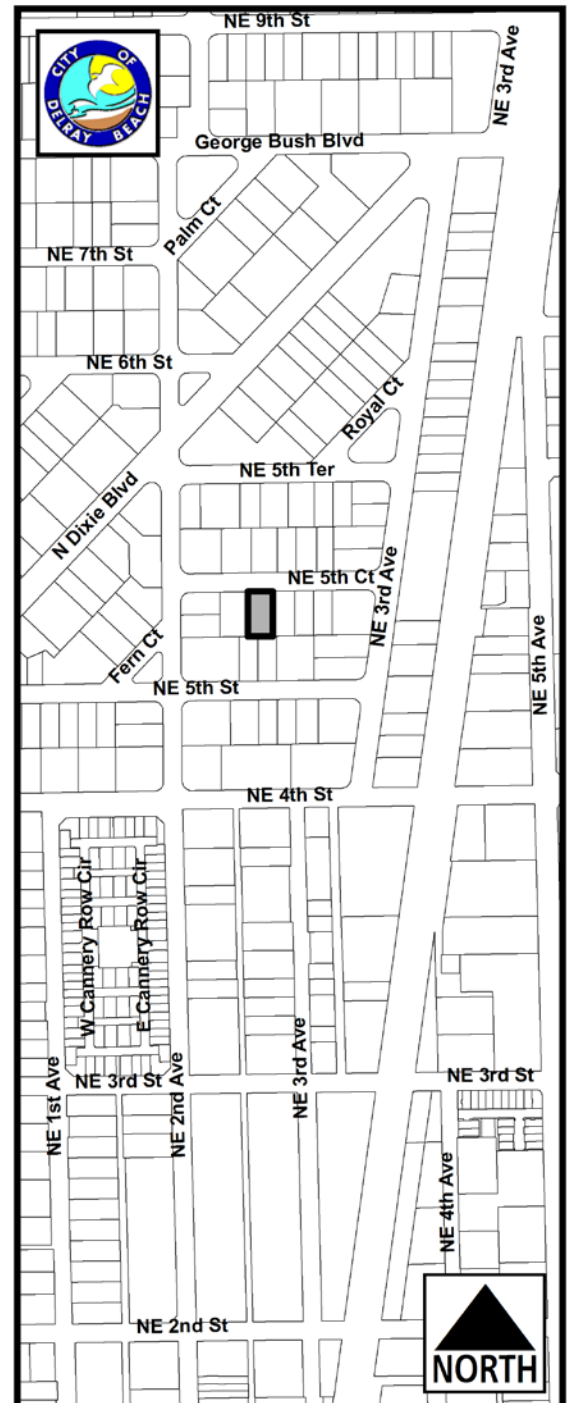 NE 9th St
CITY OF
DELRAY BEACH
NE 3rd Ave
George Bush Blvd
Palm Ct
NE 7th St
NE 6th St
Royal Ct
NE 5th Ter
N Dixie Blvd
NE 5th Ct
NE 3rd Ave
Fern Ct
NE 5th Ave
NE 5th St
NE 4th St
W Cannery Row Cir
E Cannery Row Cir
NE 1st Ave
NE 3rd St
NE 2nd Ave
NE 3rd Ave
NE 3rd St
NE 4th Ave
NE 2nd St
NORTH